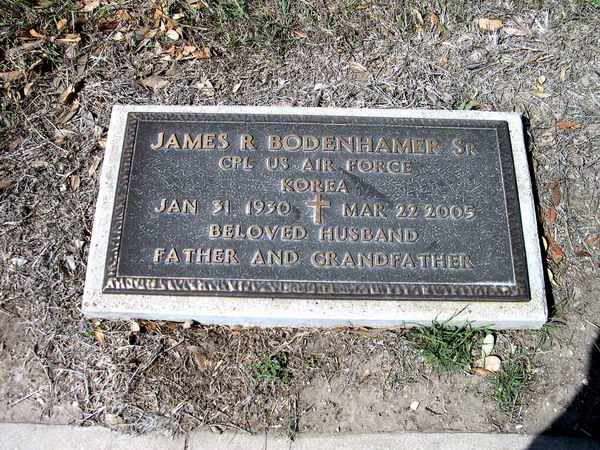 JAMES R BODENHAMER SR
CPL US AIR FORCE
KOREA
JAN 31 1930 MAR 22 2005
BELOVED HUSBAND
FATHER AND GRANDFATHER